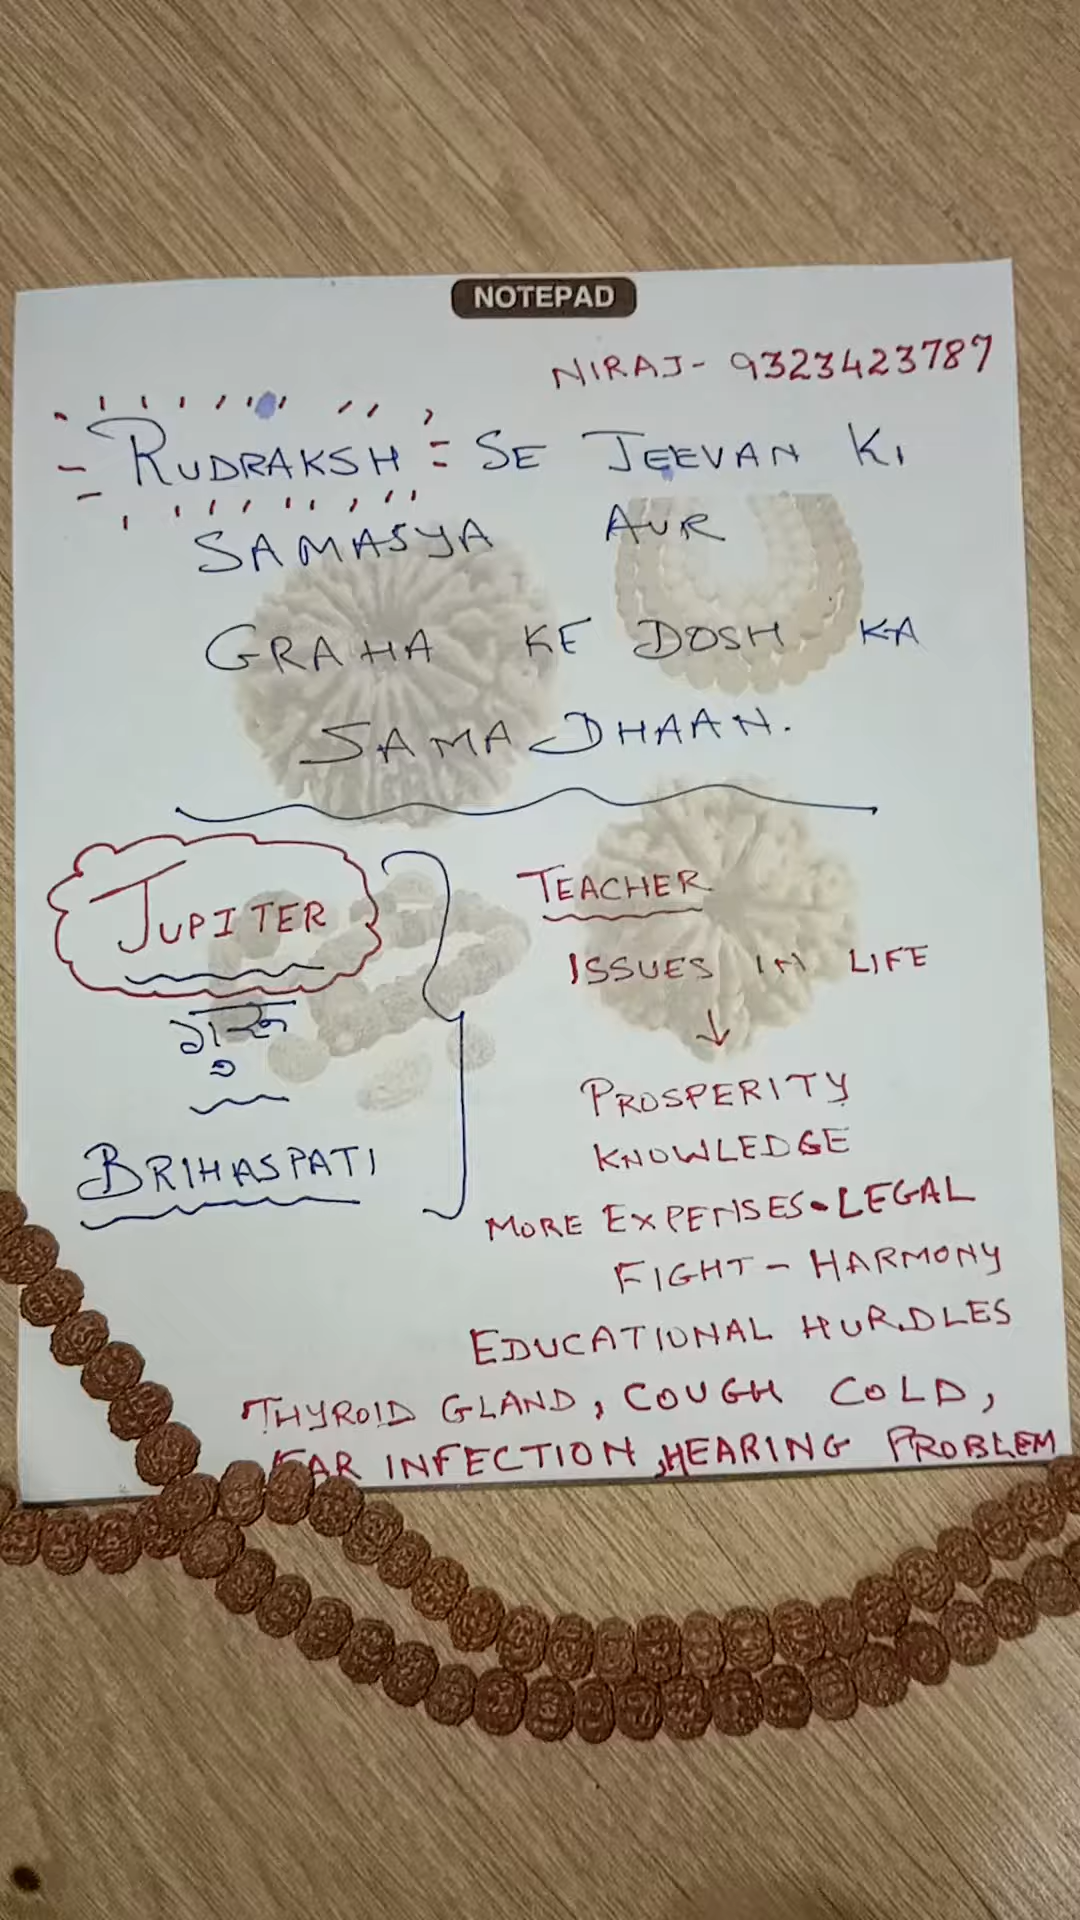 NOTEPAD
NIRAJ- 9323423787
RUDRAKSH SE JEEVAN KI
SAMASYA AUR
GRAHA KE DOSH KA
SAMADHAAN.
JUPITER
गुरु
BRIHASPATI
TEACHER
ISSUES IN LIFE
↓
PROSPERITY
KNOWLEDGE
MORE EXPENSES-LEGAL
FIGHT - HARMONY
EDUCATIONAL HURDLES
THYROID GLAND, COUGH COLD,
EAR INFECTION, HEARING PROBLEM